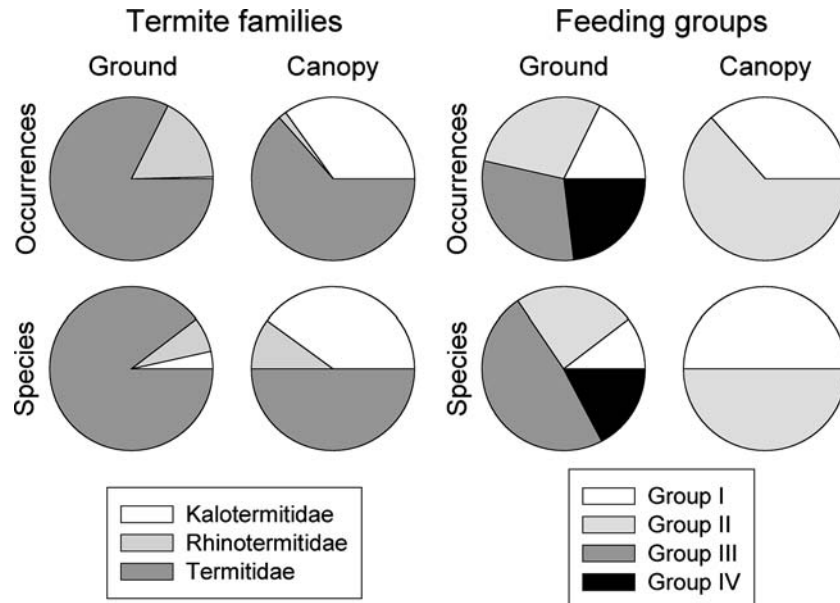 Termite families
Feeding groups
Ground
Canopy
Ground
Canopy
Occurrences
Occurrences
Species
Species
Kalotermitidae
Rhinotermitidae
Termitidae
Group I
Group II
Group III
Group IV